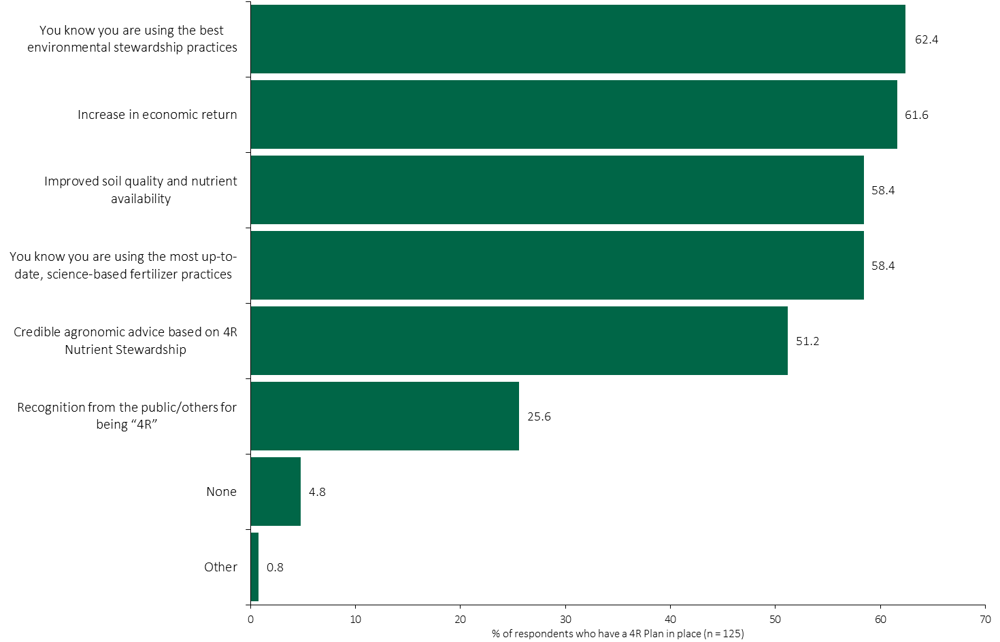 You know you are using the best
environmental stewardship practices
62.4
Increase in economic return
61.6
Improved soil quality and nutrient
availability
58.4
You know you are using the most up-to-
date, science-based fertilizer practices
58.4
Credible agronomic advice based on 4R
Nutrient Stewardship
51.2
Recognition from the public/others for
being “4R”
25.6
None
4.8
Other
0.8
0 10 20 30 40 50 60 70
% of respondents who have a 4R Plan in place (n = 125)